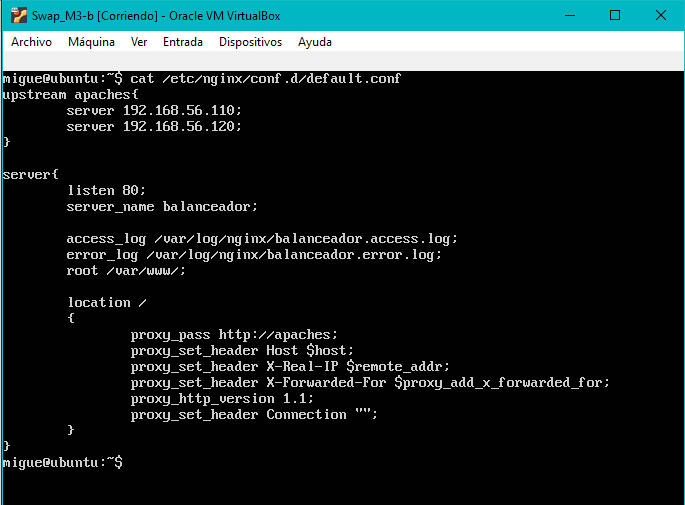 Swap_M3-b [Corriendo] - Oracle VM VirtualBox
Archivo Máquina Ver Entrada Dispositivos Ayuda
migue@ubuntu:~$ cat /etc/nginx/conf.d/default.conf
upstream apaches{
        server 192.168.56.110;
        server 192.168.56.120;
}

server{
        listen 80;
        server_name balanceador;

        access_log /var/log/nginx/balanceador.access.log;
        error_log /var/log/nginx/balanceador.error.log;
        root /var/www/;

        location /
        {
                proxy_pass http://apaches;
                proxy_set_header Host $host;
                proxy_set_header X-Real-IP $remote_addr;
                proxy_set_header X-Forwarded-For $proxy_add_x_forwarded_for;
                proxy_http_version 1.1;
                proxy_set_header Connection "";
        }
}
migue@ubuntu:~$